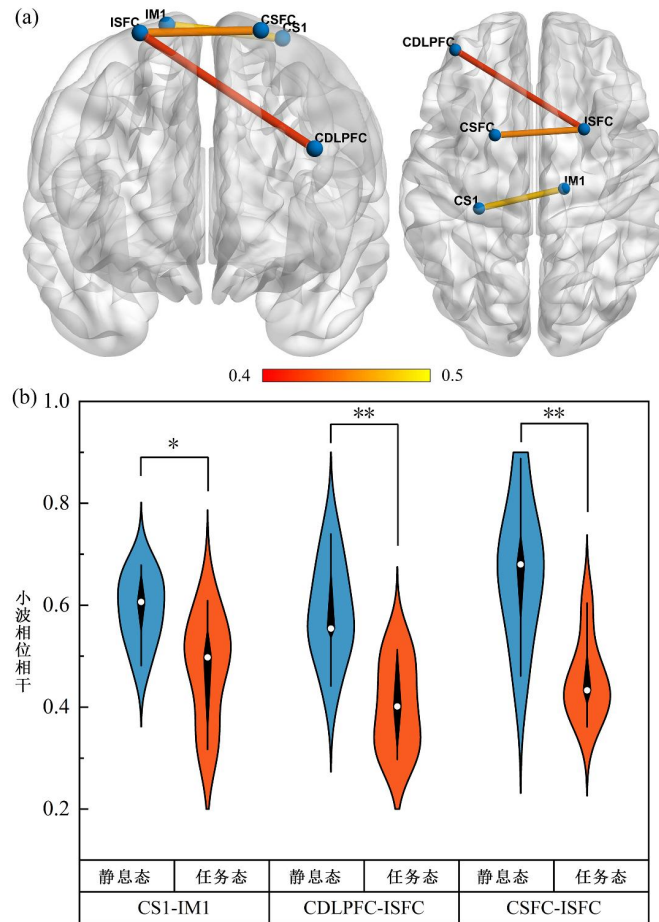 (a)
ISFC IM1 CSFC CS1
CDLPFC
CDLPFC
CSFC ISFC
CS1 IM1
0.4 0.5
(b)
1.0
0.8
0.6
0.4
0.2
小波相位相干
* ** **
静息态 任务态 静息态 任务态 静息态 任务态
CS1-IM1 CDLPFC-ISFC CSFC-ISFC